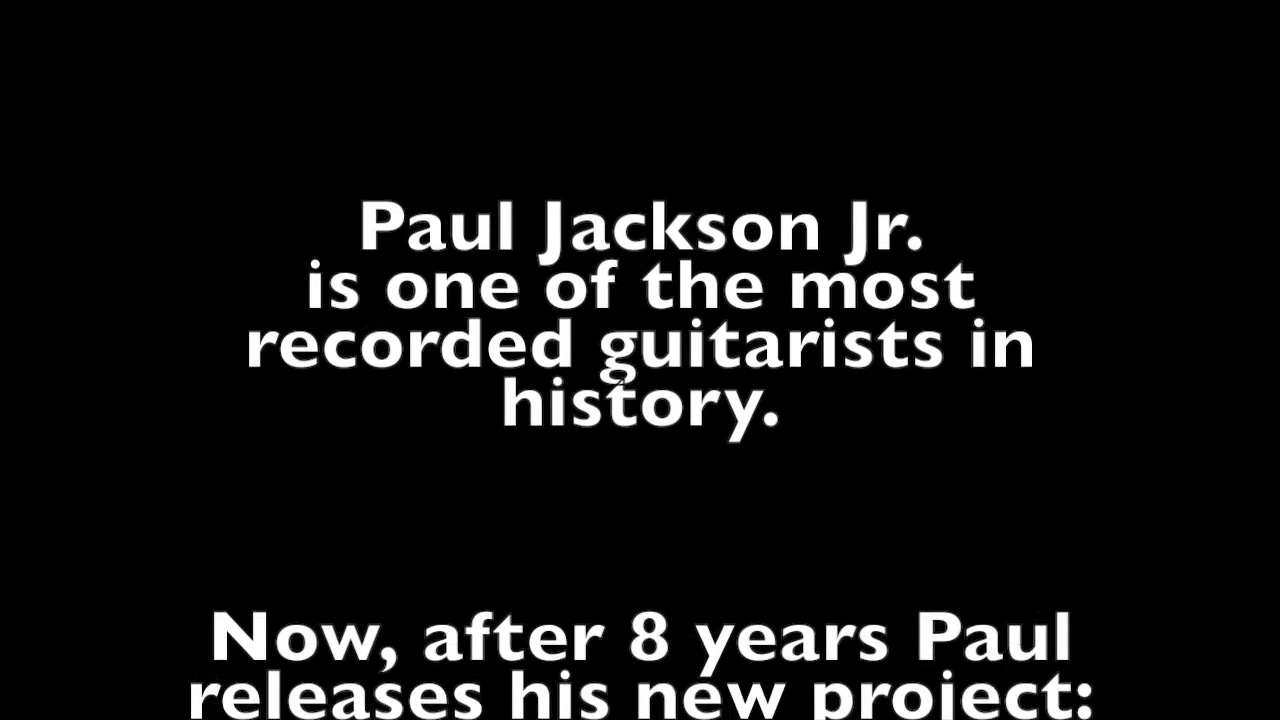 Paul Jackson Jr.
is one of the most
recorded guitarists in
history.
Now, after 8 years Paul
releases his new project: